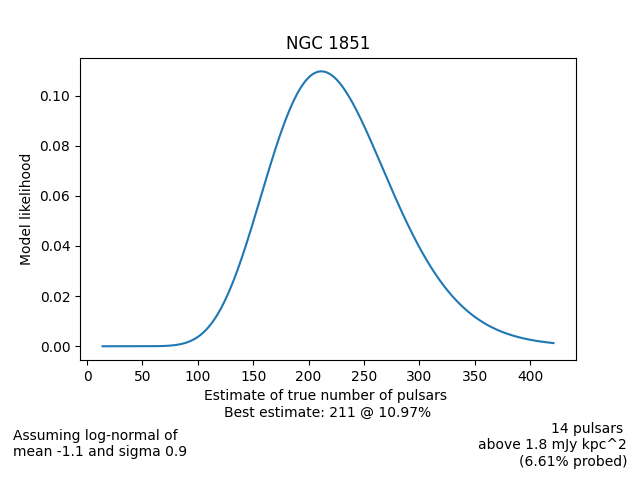 NGC 1851
Model likelihood
0.10
0.08
0.06
0.04
0.02
0.00
0 50 100 150 200 250 300 350 400
Estimate of true number of pulsars
Best estimate: 211 @ 10.97%
Assuming log-normal of
mean -1.1 and sigma 0.9
14 pulsars
above 1.8 mJy kpc^2
(6.61% probed)